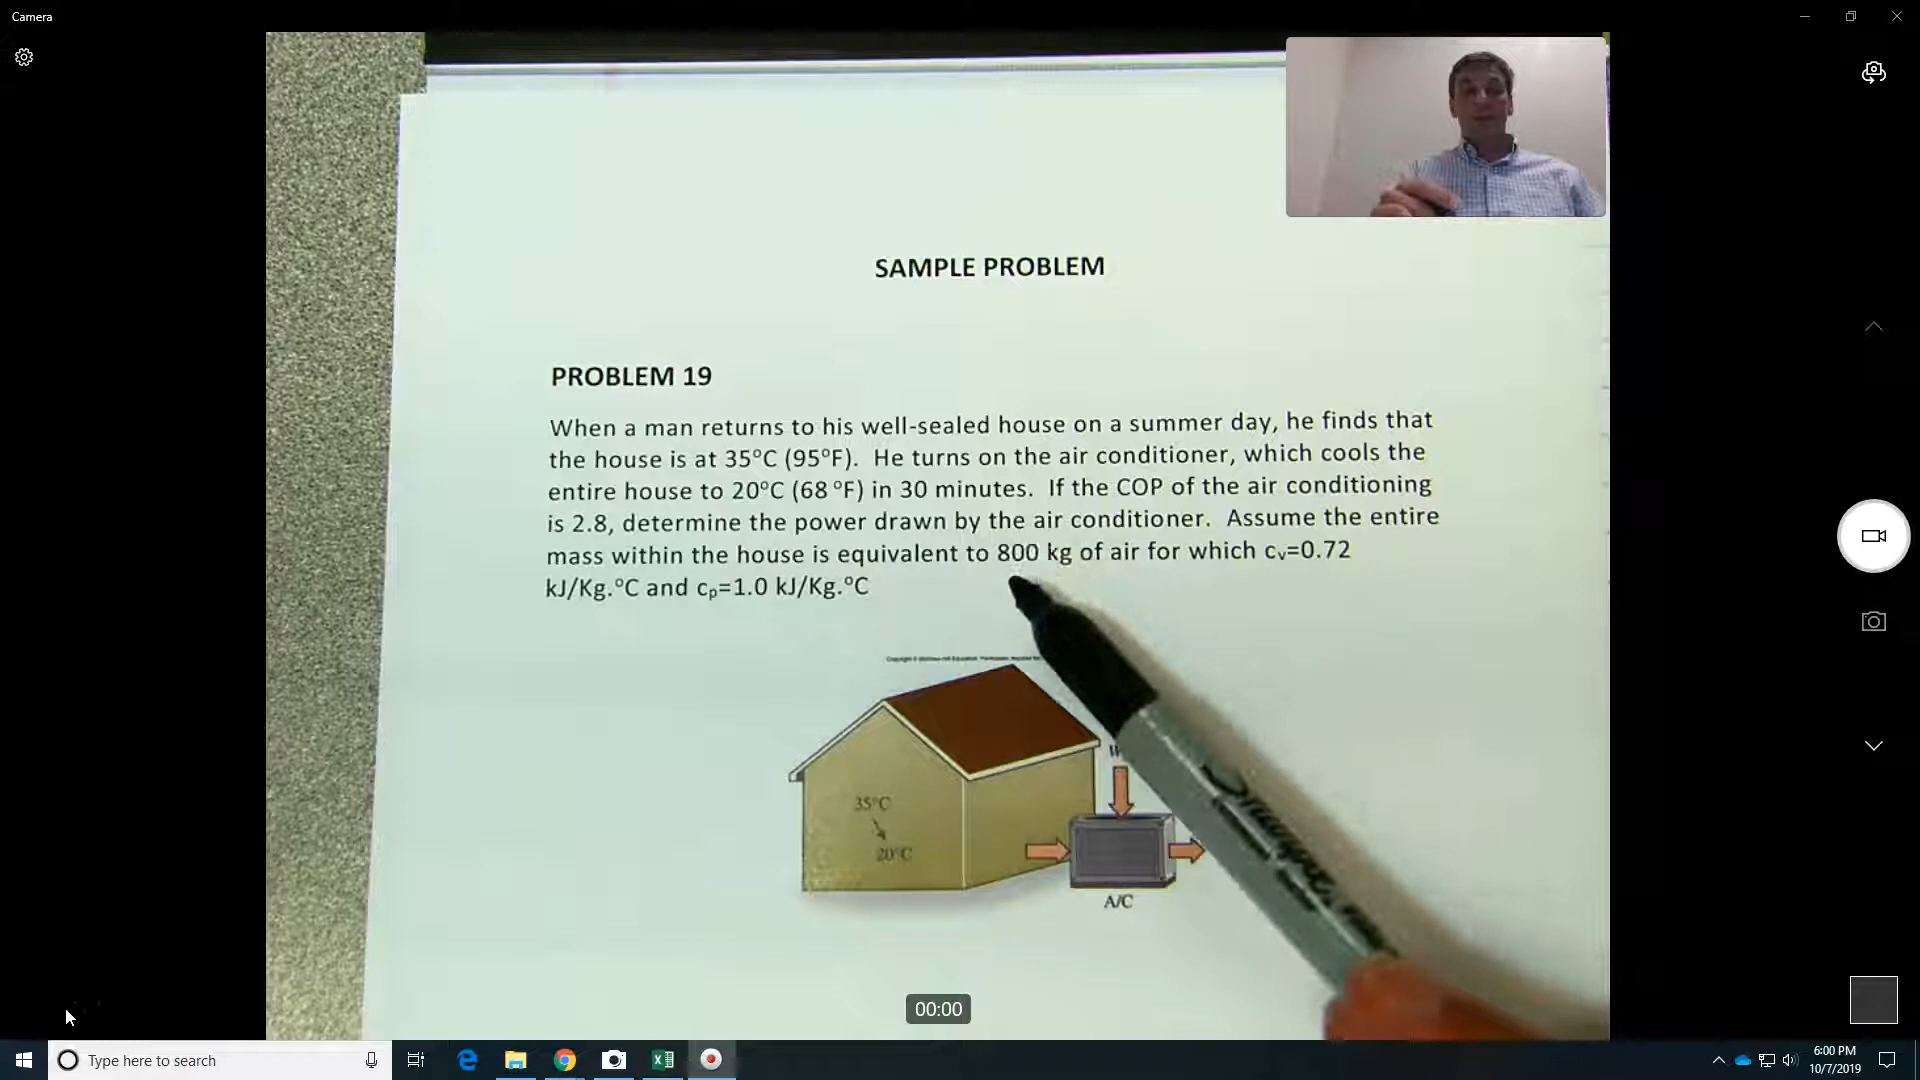 Camera
SAMPLE PROBLEM
PROBLEM 19
When a man returns to his well-sealed house on a summer day, he finds that
the house is at 35°C (95°F). He turns on the air conditioner, which cools the
entire house to 20°C (68 °F) in 30 minutes. If the COP of the air conditioning
is 2.8, determine the power drawn by the air conditioner. Assume the entire
mass within the house is equivalent to 800 kg of air for which cv=0.72
kJ/Kg.°C and cp=1.0 kJ/Kg.°C
35°C
20°C
A/C
Sharpie
00:00
Type here to search
6:00 PM
10/7/2019